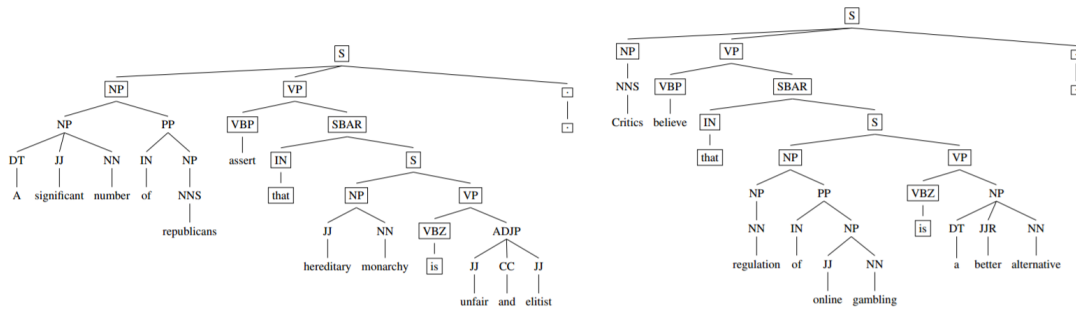 S
S
NP VP .
NP VP .
NP PP VBP SBAR .
NNS VBP SBAR .
DT JJ NN IN NP assert IN S
Critics believe IN S
A significant number of NNS that NP VP
that NP VP
republicans JJ NN VBZ ADJP
NP PP VBZ NP
hereditary monarchy is JJ CC JJ
NN IN NP is DT JJR NN
unfair and elitist
regulation of JJ NN a better alternative
online gambling